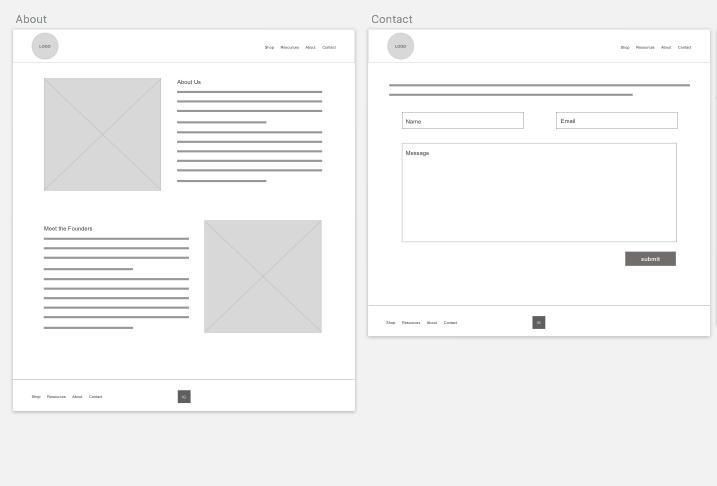 About
LOGO
Shop Resources About Contact
About Us
Meet the Founders
Shop Resources About Contact
IG
Contact
LOGO
Shop Resources About Contact
Name
Email
Message
submit
Shop Resources About Contact
IG